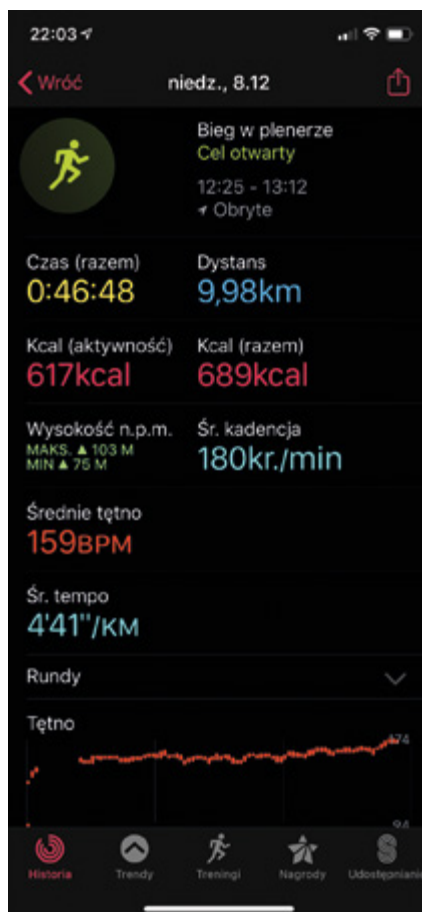 22:03
Wróć
niedz., 8.12
Bieg w plenerze
Cel otwarty
12:25 - 13:12
Obryte
Czas (razem)
Dystans
0:46:48
9,98km
Kcal (aktywność)
Kcal (razem)
617kcal
689kcal
Wysokość n.p.m.
Śr. kadencja
MAKS. ▲ 103 M
MIN ▲ 75 M
180kr./min
Średnie tętno
159BPM
Śr. tempo
4'41"/KM
Rundy
Tętno
174
94
Historia
Trendy
Treningi
Nagrody
Udostępnianie